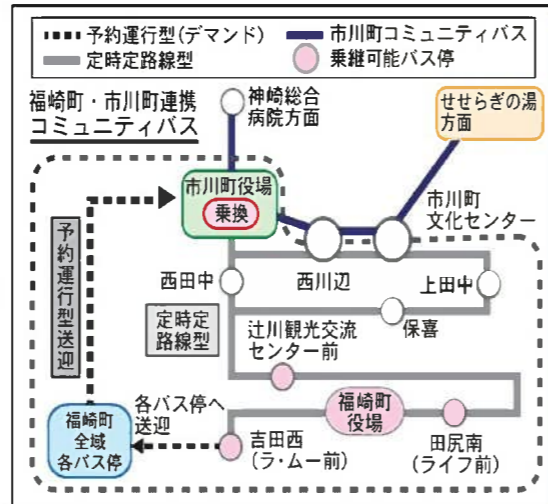 予約運行型(デマンド)
市川町コミュニティバス
定時定路線型
乗継可能バス停
福崎町・市川町連携
コミュニティバス
神崎総合
病院方面
せせらぎの湯
方面
市川町役場
乗換
市川町
文化センター
予約運行型送迎
西田中
西川辺
上田中
定時定
路線型
保喜
辻川観光交流
センター前
福崎町
全域
各バス停
各バス停へ
送迎
福崎町
役場
吉田西
(ラ・ムー前)
田尻南
(ライフ前)